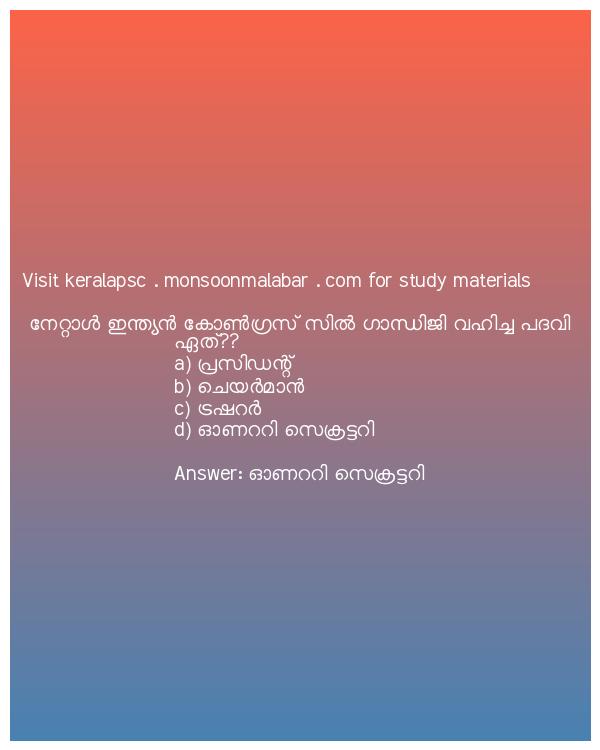 Visit keralapsc . monsoonmalabar . com for study materials
നേറ്റാൾ ഇന്ത്യൻ കോൺഗ്രസ് സിൽ ഗാന്ധിജി വഹിച്ച പദവി
ഏത്??
a) പ്രസിഡന്റ്
b) ചെയർമാൻ
c) ട്രഷറർ
d) ഓണററി സെക്രട്ടറി
Answer: ഓണററി സെക്രട്ടറി